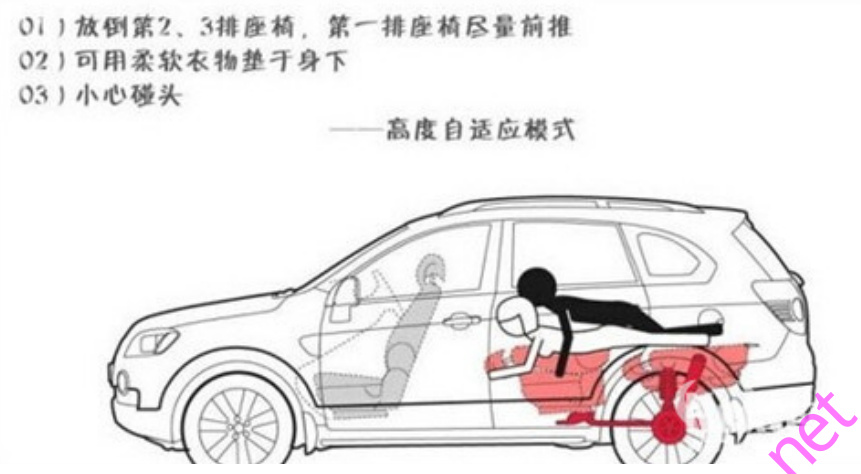 01）放倒第2、3排座椅，第一排座椅尽量前推
02）可用柔软衣物垫于身下
03）小心碰头
——高度自适应模式
net